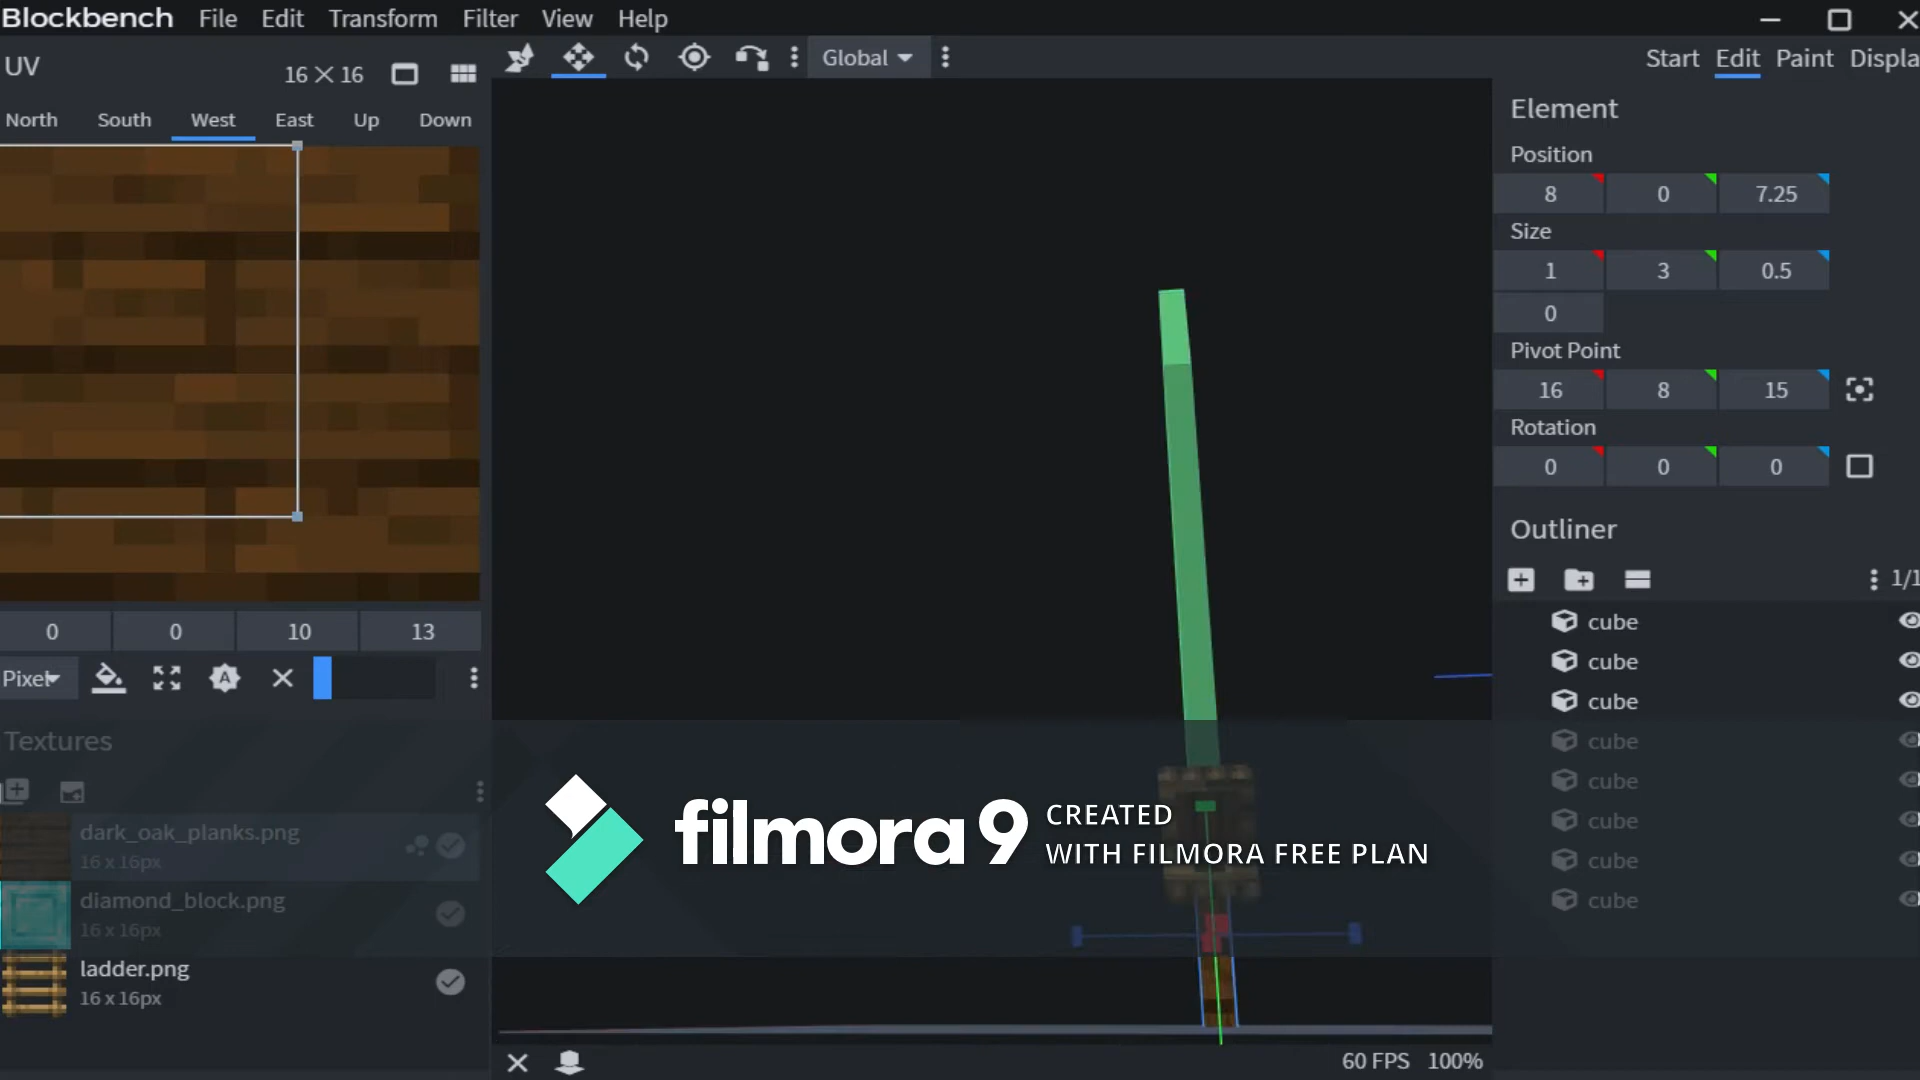 Blockbench File Edit Transform Filter View Help
UV
16×16
Global
Start Edit Paint Displa
North South West East Up Down
Element
Position
8 0 7.25
Size
1 3 0.5
0
Pivot Point
16 8 15
Rotation
0 0 0
Outliner
1/1
cube
cube
cube
cube
cube
cube
cube
cube
0 0 10 13
Pixel
Textures
dark_oak_planks.png
16 x 16px
diamond_block.png
16 x 16px
ladder.png
16 x 16px
filmora9
CREATED
WITH FILMORA FREE PLAN
60 FPS 100%